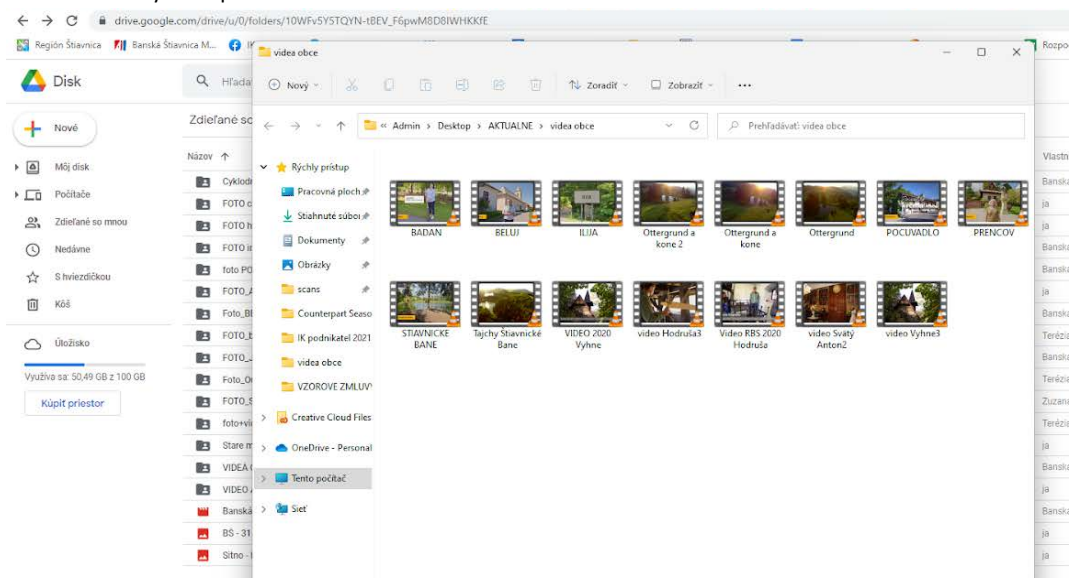 drive.google.com/drive/u/0/folders/10WFv5Y5TQYN-tBEV_F6pwM8D8IWHKKfE
Región Štiavnica
Banská Štiavnica M...
Rozpo
Disk
Hľada
Nové
Môj disk
Počítače
Zdieľané so mnou
Nedávne
S hviezdičkou
Kôš
Úložisko
Využíva sa: 50,49 GB z 100 GB
Kúpiť priestor
Zdieľané so
Názov
Cyklod
FOTO
FOTO
FOTO
foto PO
FOTO_
Foto_
FOTO_
FOTO_
Foto_
FOTO_
foto+vi
Stare m
VIDEÁ
VIDEO
Banská
BS - 31
Sitno -
videa obce
Nový
Zoradiť
Zobraziť
« Admin > Desktop > AKTUALNE > videa obce
Prehľadávať: videa obce
Rýchly prístup
Pracovná ploch
Stiahnuté súbor
Dokumenty
Obrázky
scans
Counterpart Seaso
IK podnikatel 2021
videa obce
VZOROVE ZMLUV
Creative Cloud Files
OneDrive - Personal
Tento počítač
Sieť
BADAN
BELUJ
ILIJA
Ottergrund a
kone 2
Ottergrund a
kone
Ottergrund
POCUVADLO
PRENCOV
STIAVNICKE
BANE
Tajchy Štiavnické
Bane
VIDEO 2020
Vyhne
video Hodruša3
Video RBS 2020
Hodruša
video Svätý
Anton2
video Vyhne3
Vlastn
Banská
ja
ja
Banská
Banská
ja
Banská
Terézia
Banská
Terézia
Zuzana
Terézia
ja
Banská
ja
Banská
ja
ja